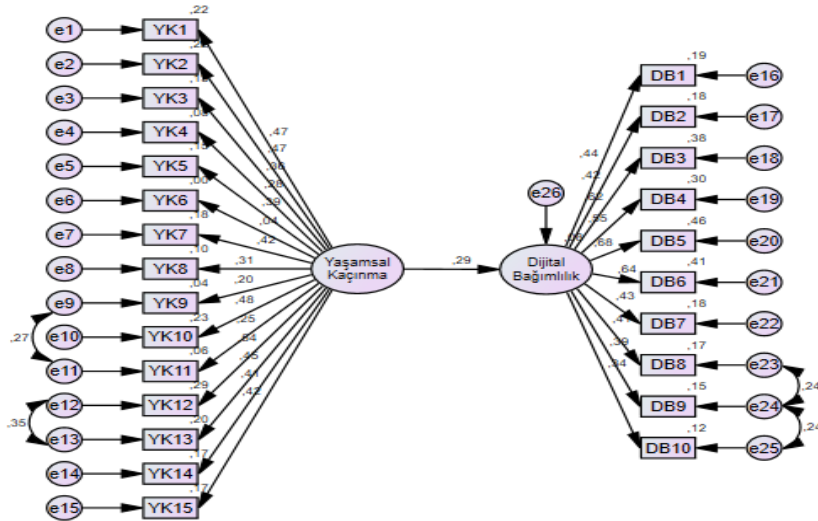 ,22
e1
YK1
e2
YK2
e3
YK3
e4
YK4
e5
YK5
e6
YK6
,18
e7
YK7
,10
e8
YK8
,04
e9
YK9
,23
e10
YK10
,06
e11
YK11
,29
e12
YK12
,20
e13
YK13
,17
e14
YK14
,17
e15
YK15
,27
,35
,47
,47
,36
,28
,39
,04
,42
,31
,20
,48
,25
,45
,41
,42
Yaşamsal
Kaçınma
,29
e26
Dijital
Bağımlılık
,44
,42
,68
,64
,43
,39
,19
DB1
e16
,18
DB2
e17
,38
DB3
e18
,30
DB4
e19
,46
DB5
e20
,41
DB6
e21
,18
DB7
e22
,17
DB8
e23
,15
DB9
e24
,12
DB10
e25
,24
,24